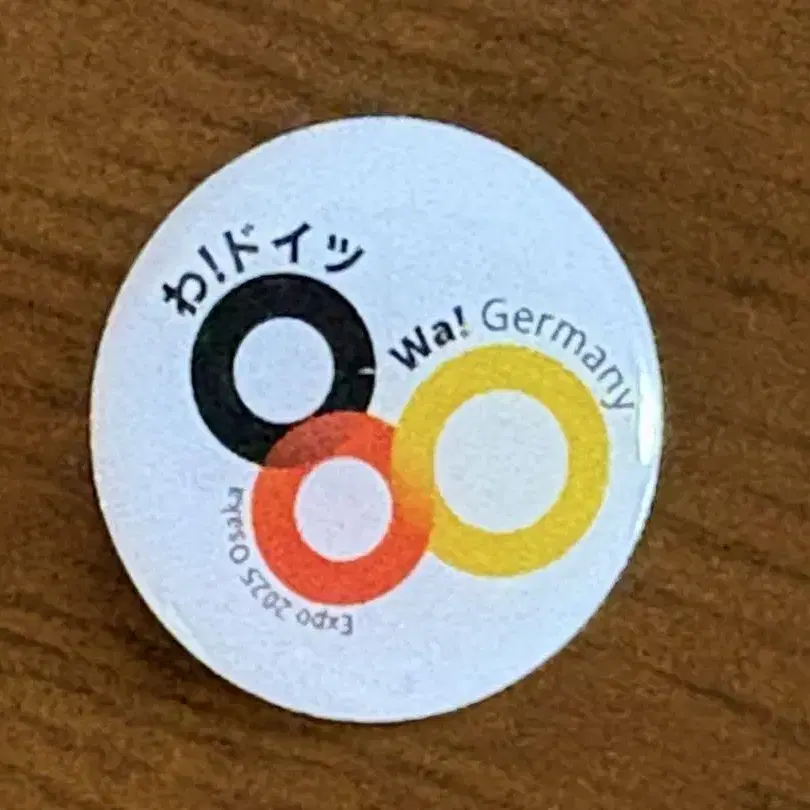 わ!ドイツ
Wa! Germany
Expo 2025 Osaka